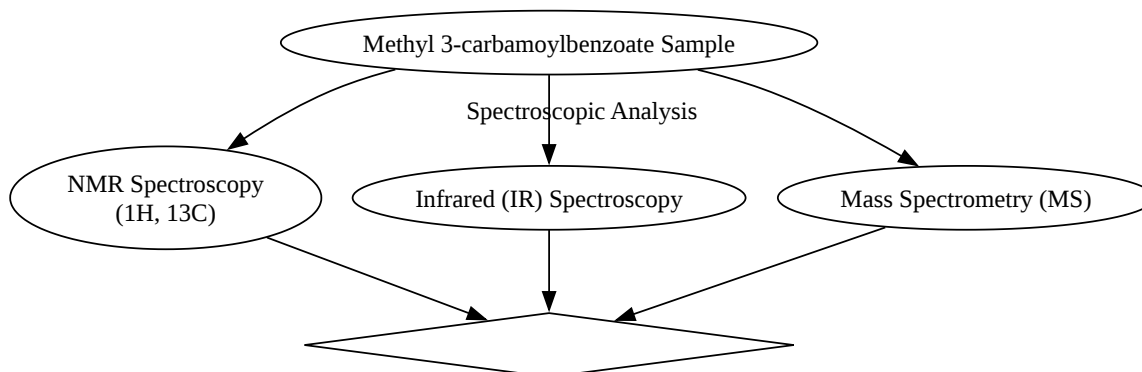 Methyl 3-carbamoylbenzoate Sample
Spectroscopic Analysis
NMR Spectroscopy
(1H, 13C)
Infrared (IR) Spectroscopy
Mass Spectrometry (MS)